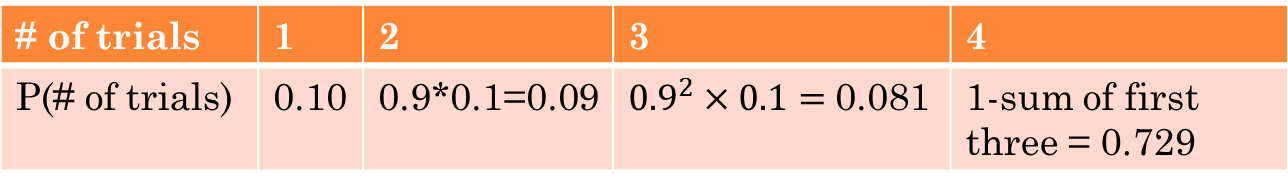 # of trials 1 2 3 4
P(# of trials) 0.10 0.9*0.1=0.09 0.9² × 0.1 = 0.081 1-sum of first
three = 0.729